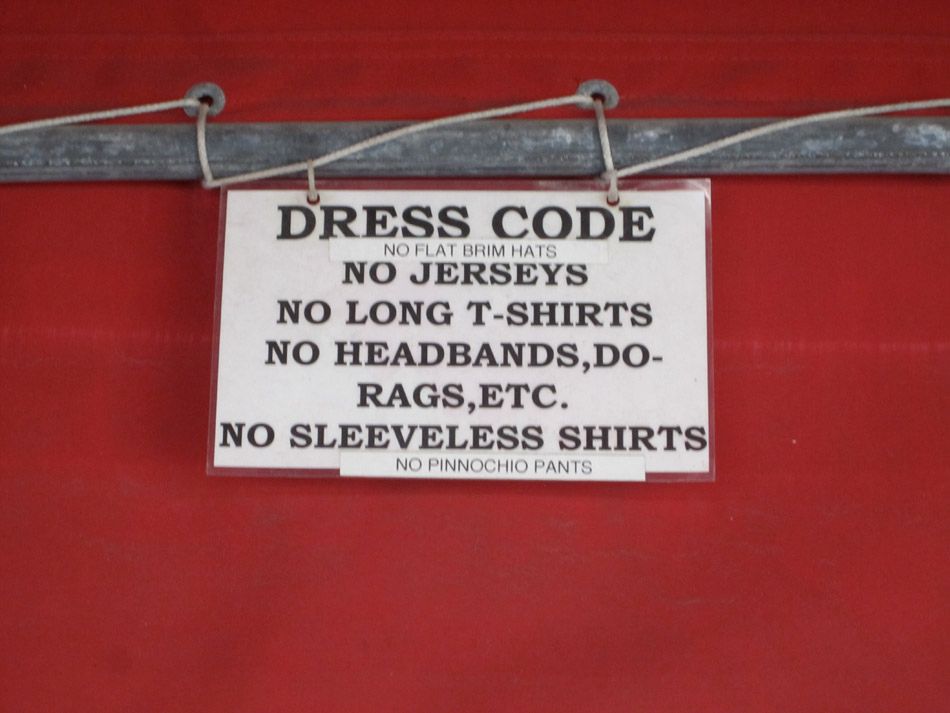 DRESS CODE
NO FLAT BRIM HATS
NO JERSEYS
NO LONG T-SHIRTS
NO HEADBANDS,DO-
RAGS,ETC.
NO SLEEVELESS SHIRTS
NO PINNOCHIO PANTS